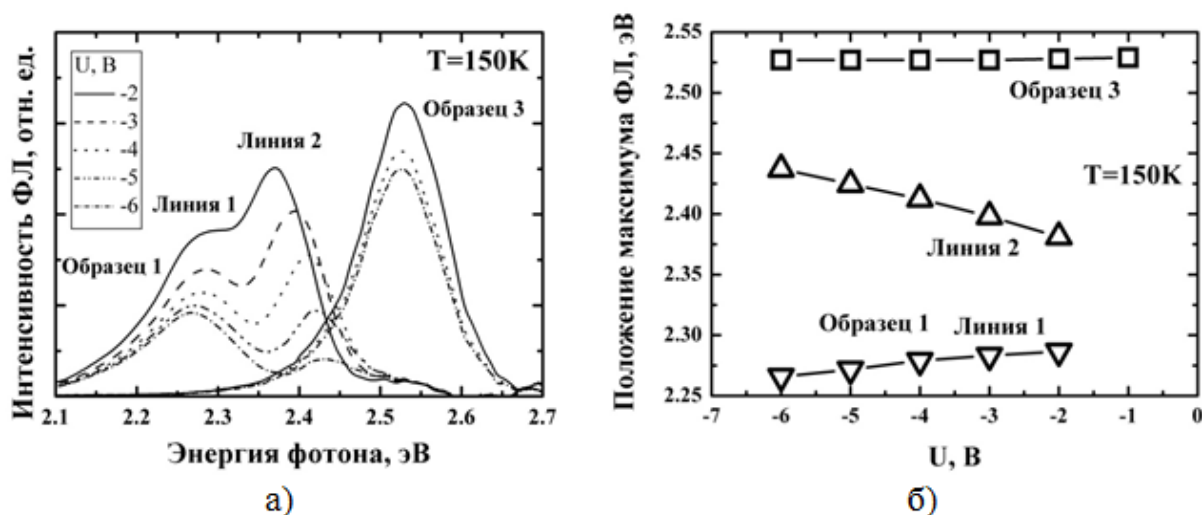 Интенсивность ФЛ, отн. ед.
U, В
-2
-3
-4
-5
-6
T=150K
Образец 3
Линия 2
Линия 1
Образец 1
2.1 2.2 2.3 2.4 2.5 2.6 2.7
Энергия фотона, эВ
а)
Положение максимума ФЛ, эВ
2.55
2.50
2.45
2.40
2.35
2.30
2.25
Образец 3
T=150K
Линия 2
Образец 1 Линия 1
-7 -6 -5 -4 -3 -2 -1 0
U, В
б)